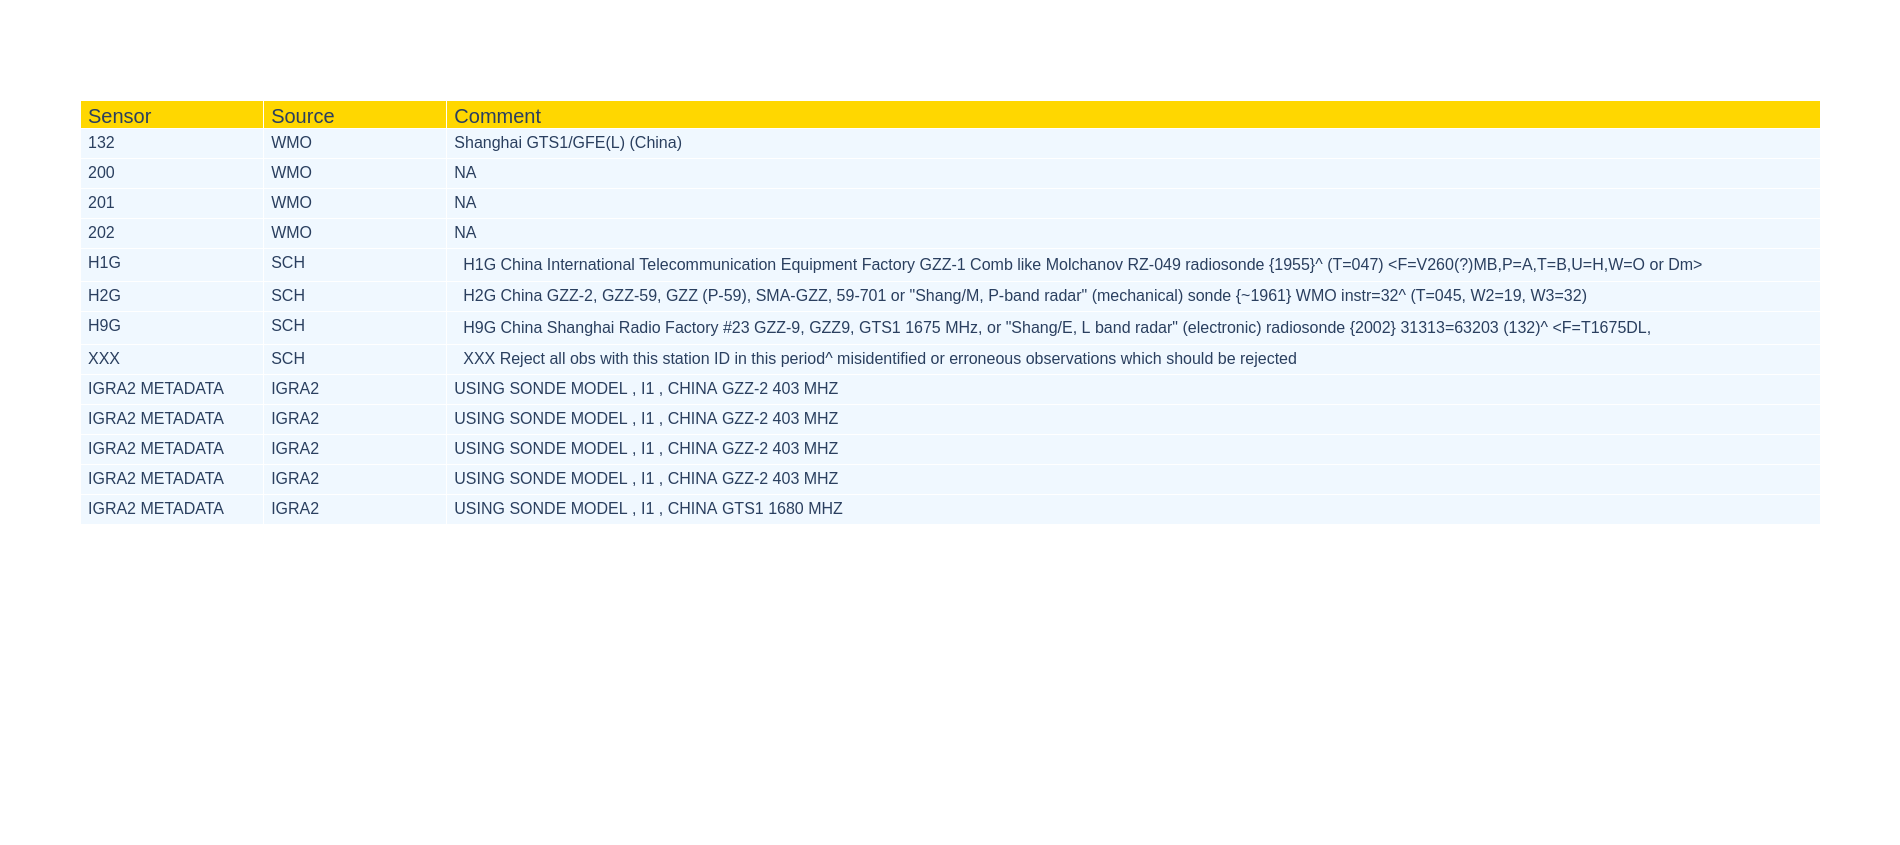 Sensor Source Comment
132 WMO Shanghai GTS1/GFE(L) (China)
200 WMO NA
201 WMO NA
202 WMO NA
H1G SCH H1G China International Telecommunication Equipment Factory GZZ-1 Comb like Molchanov RZ-049 radiosonde {1955}^ (T=047) <F=V260(?)MB,P=A,T=B,U=H,W=O or Dm>
H2G SCH H2G China GZZ-2, GZZ-59, GZZ (P-59), SMA-GZZ, 59-701 or "Shang/M, P-band radar" (mechanical) sonde {~1961} WMO instr=32^ (T=045, W2=19, W3=32)
H9G SCH H9G China Shanghai Radio Factory #23 GZZ-9, GZZ9, GTS1 1675 MHz, or "Shang/E, L band radar" (electronic) radiosonde {2002} 31313=63203 (132)^ <F=T1675DL,
XXX SCH XXX Reject all obs with this station ID in this period^ misidentified or erroneous observations which should be rejected
IGRA2 METADATA IGRA2 USING SONDE MODEL , I1 , CHINA GZZ-2 403 MHZ
IGRA2 METADATA IGRA2 USING SONDE MODEL , I1 , CHINA GZZ-2 403 MHZ
IGRA2 METADATA IGRA2 USING SONDE MODEL , I1 , CHINA GZZ-2 403 MHZ
IGRA2 METADATA IGRA2 USING SONDE MODEL , I1 , CHINA GZZ-2 403 MHZ
IGRA2 METADATA IGRA2 USING SONDE MODEL , I1 , CHINA GTS1 1680 MHZ